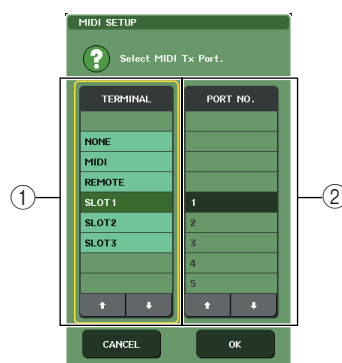 MIDI SETUP
?
Select MIDI Tx Port.
TERMINAL
PORT NO.
NONE
MIDI
REMOTE
① SLOT1 1 ②
SLOT2 2
SLOT3 3
4
5
CANCEL
OK